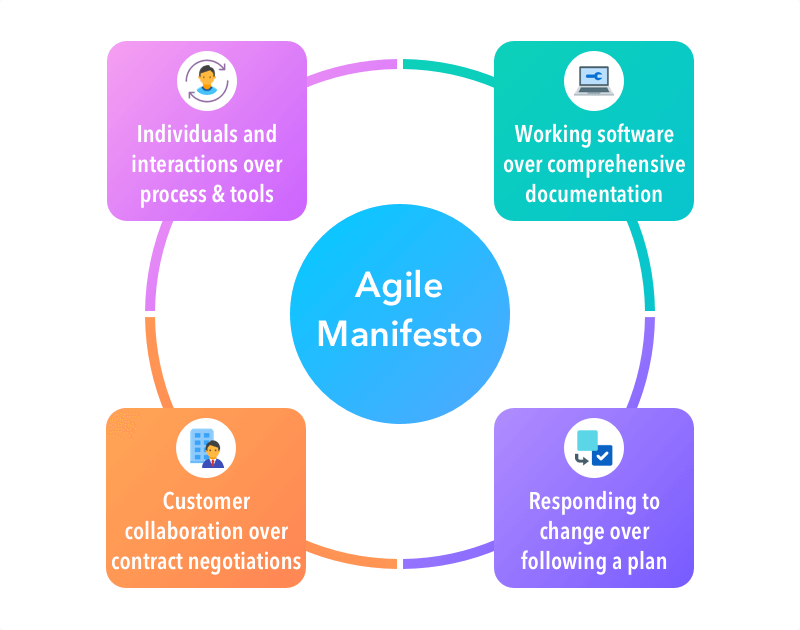 Individuals and
interactions over
process & tools
Working software
over comprehensive
documentation
Agile
Manifesto
Customer
collaboration over
contract negotiations
Responding to
change over
following a plan